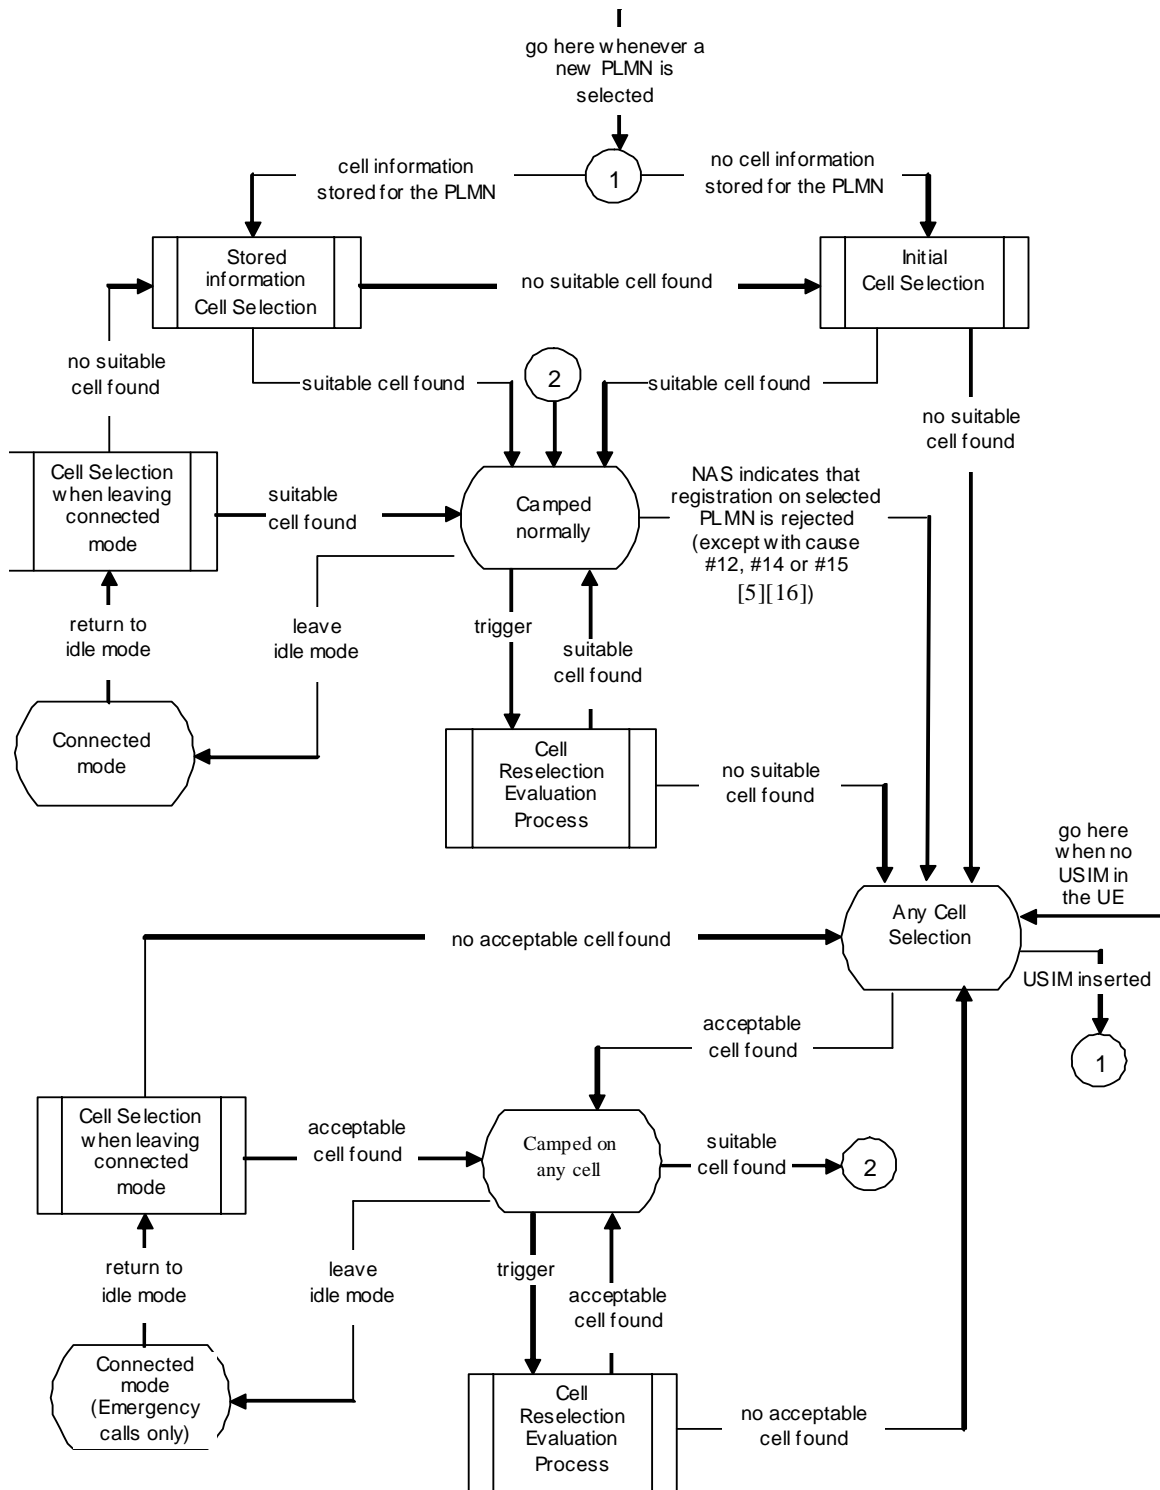 go here whenever a
new PLMN is
selected
1
cell information
stored for the PLMN
no cell information
stored for the PLMN
Stored
information
Cell Selection
no suitable cell found
Initial
Cell Selection
no suitable
cell found
suitable cell found
2
suitable cell found
no suitable
cell found
Cell Selection
when leaving
connected
mode
suitable
cell found
Camped
normally
NAS indicates that
registration on selected
PLMN is rejected
(except with cause
#12, #14 or #15
[5][16])
return to
idle mode
leave
idle mode
trigger
suitable
cell found
Connected
mode
Cell
Reselection
Evaluation
Process
no suitable
cell found
go here
when no
USIM in
the UE
Any Cell
Selection
no acceptable cell found
USIM inserted
1
acceptable
cell found
Cell Selection
when leaving
connected
mode
acceptable
cell found
Camped on
any cell
suitable
cell found
2
return to
idle mode
leave
idle mode
trigger
acceptable
cell found
Connected
mode
(Emergency
calls only)
Cell
Reselection
Evaluation
Process
no acceptable
cell found